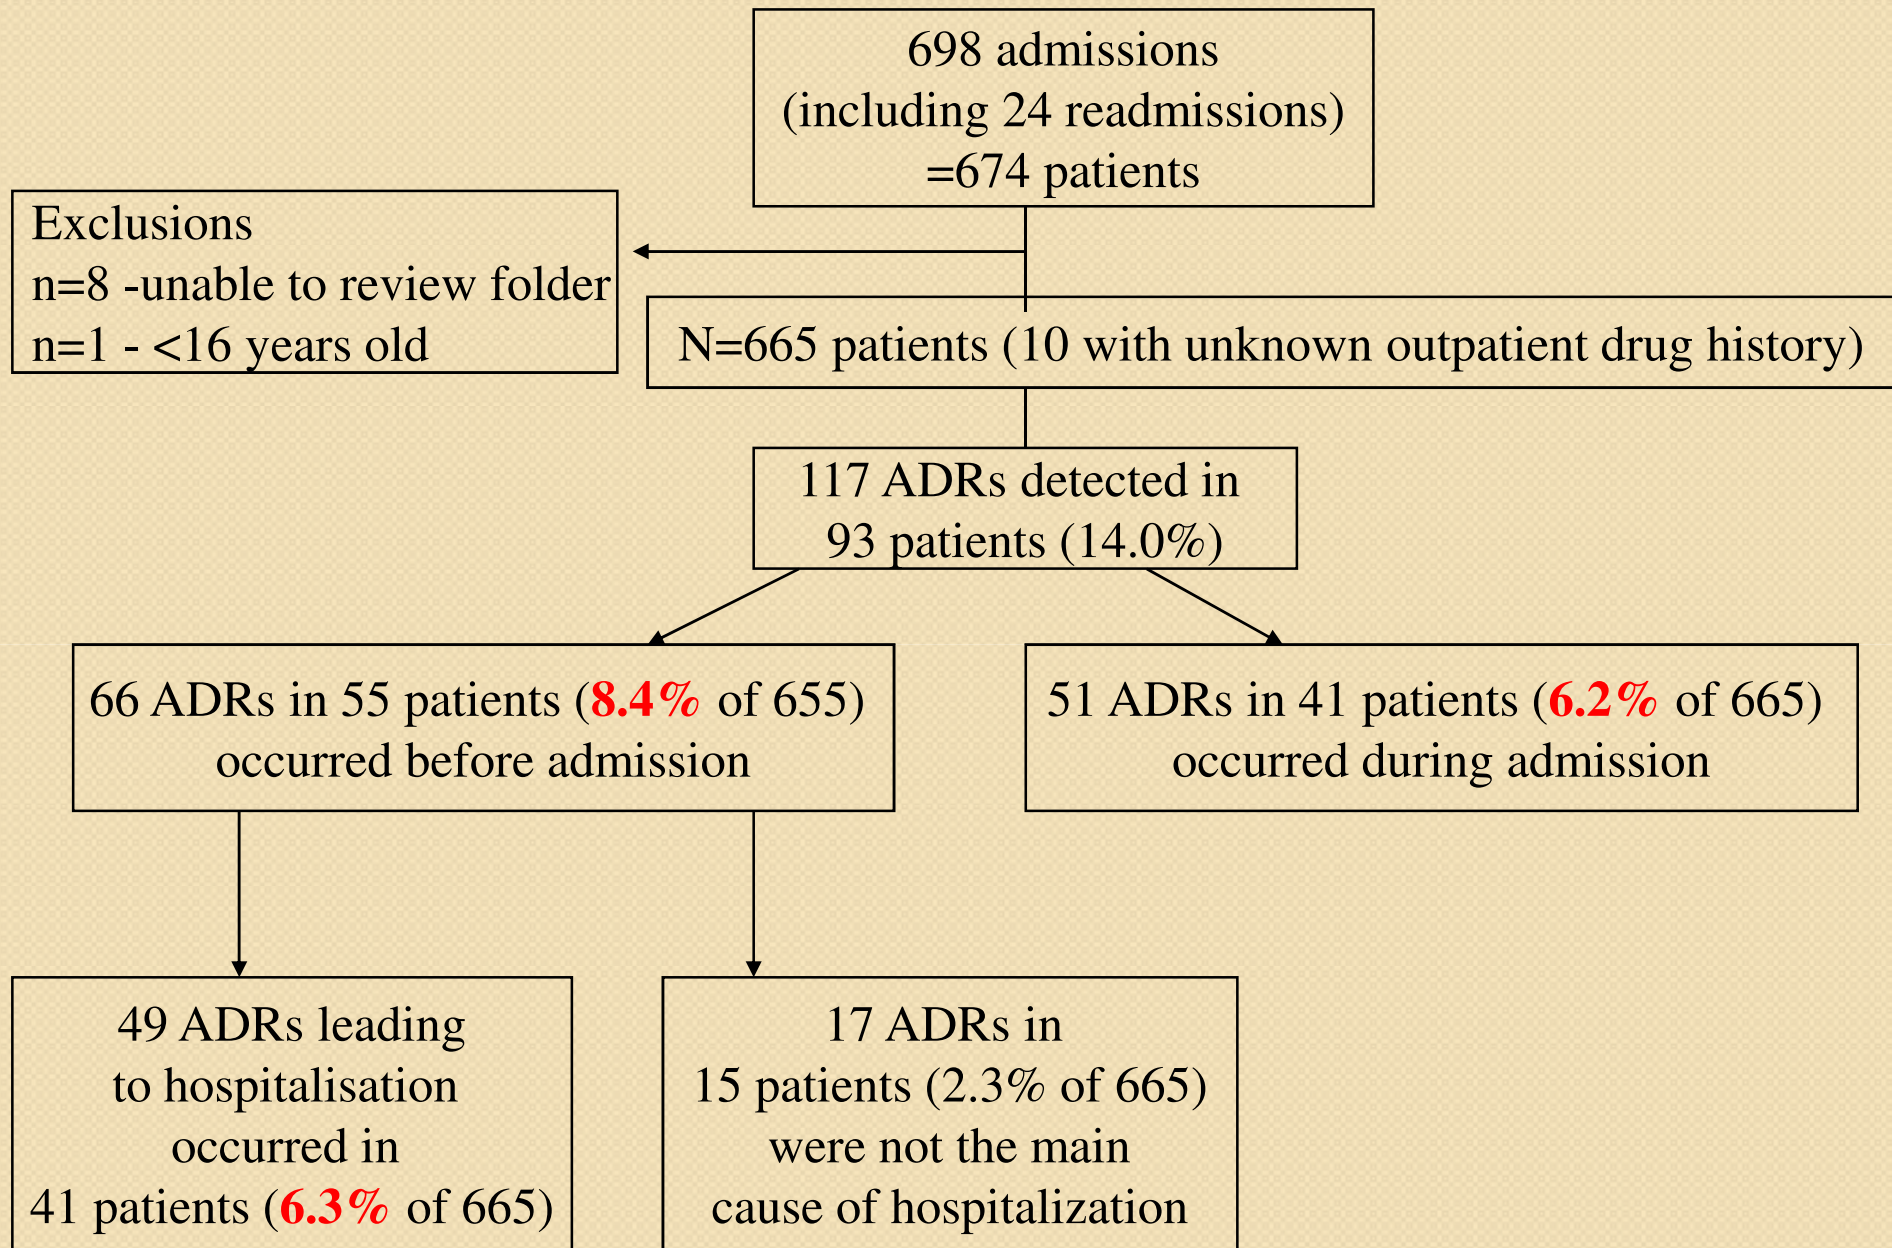 698 admissions
(including 24 readmissions)
=674 patients
Exclusions
n=8 -unable to review folder
n=1 - <16 years old
N=665 patients (10 with unknown outpatient drug history)
117 ADRs detected in
93 patients (14.0%)
66 ADRs in 55 patients (8.4% of 655)
occurred before admission
51 ADRs in 41 patients (6.2% of 665)
occurred during admission
49 ADRs leading
to hospitalisation
occurred in
41 patients (6.3% of 665)
17 ADRs in
15 patients (2.3% of 665)
were not the main
cause of hospitalization